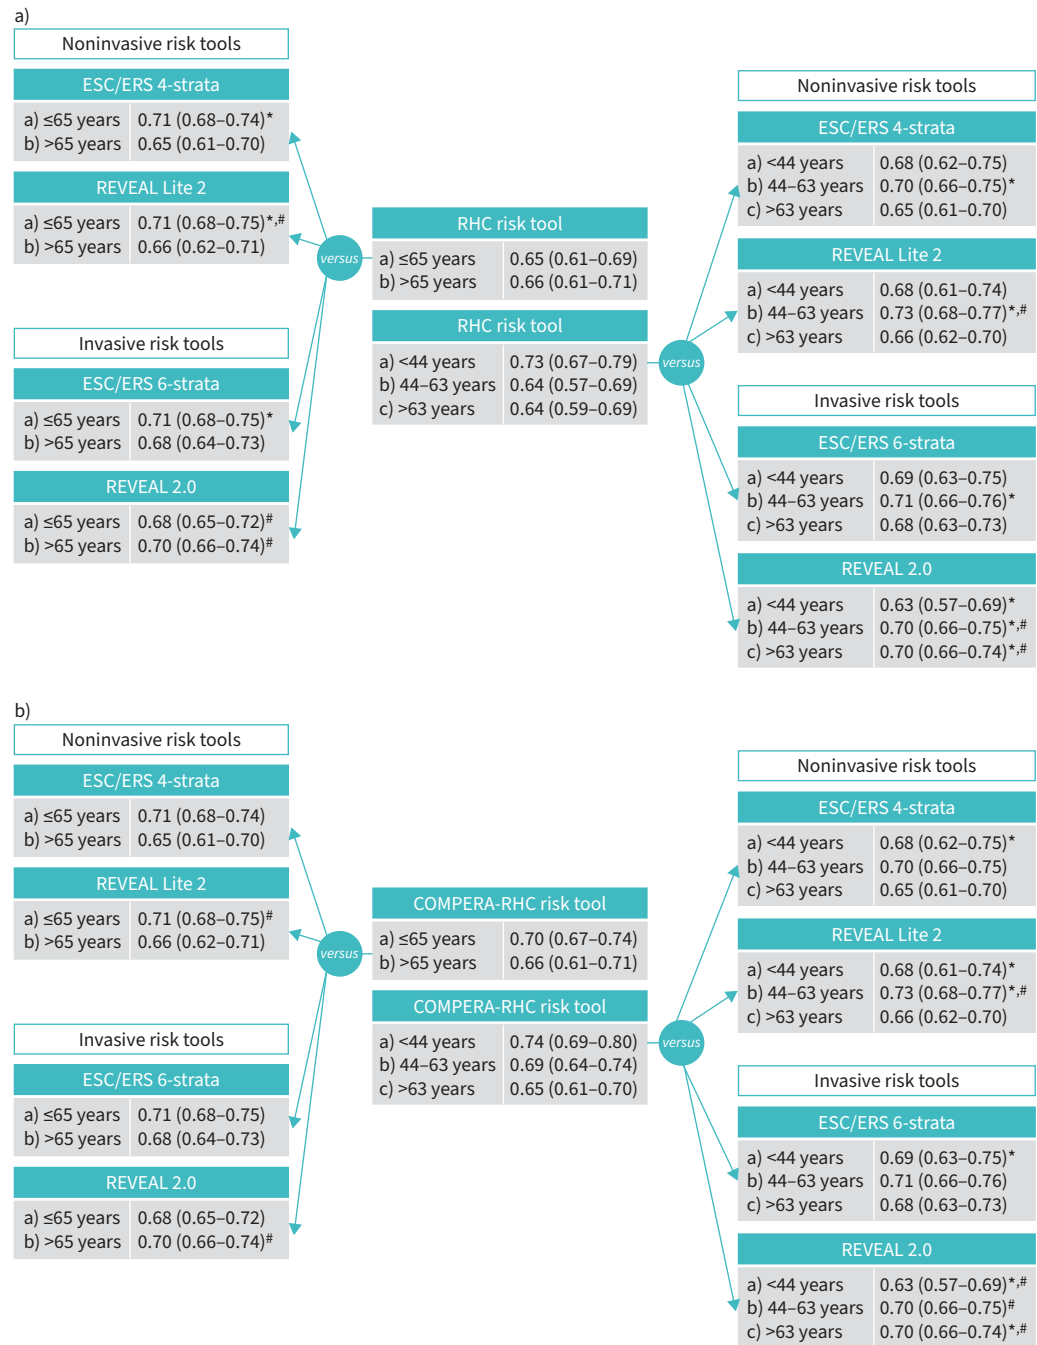 a)
Noninvasive risk tools
ESC/ERS 4-strata
a) ≤65 years 0.71 (0.68–0.74)*
b) >65 years 0.65 (0.61–0.70)
REVEAL Lite 2
a) ≤65 years 0.71 (0.68–0.75)*,#
b) >65 years 0.66 (0.62–0.71)
Invasive risk tools
ESC/ERS 6-strata
a) ≤65 years 0.71 (0.68–0.75)*
b) >65 years 0.68 (0.64–0.73)
REVEAL 2.0
a) ≤65 years 0.68 (0.65–0.72)#
b) >65 years 0.70 (0.66–0.74)#
versus
RHC risk tool
a) ≤65 years 0.65 (0.61–0.69)
b) >65 years 0.66 (0.61–0.71)
RHC risk tool
a) <44 years 0.73 (0.67–0.79)
b) 44–63 years 0.64 (0.57–0.69)
c) >63 years 0.64 (0.59–0.69)
versus
Noninvasive risk tools
ESC/ERS 4-strata
a) <44 years 0.68 (0.62–0.75)
b) 44–63 years 0.70 (0.66–0.75)*
c) >63 years 0.65 (0.61–0.70)
REVEAL Lite 2
a) <44 years 0.68 (0.61–0.74)
b) 44–63 years 0.73 (0.68–0.77)*,#
c) >63 years 0.66 (0.62–0.70)
Invasive risk tools
ESC/ERS 6-strata
a) <44 years 0.69 (0.63–0.75)
b) 44–63 years 0.71 (0.66–0.76)*
c) >63 years 0.68 (0.63–0.73)
REVEAL 2.0
a) <44 years 0.63 (0.57–0.69)*
b) 44–63 years 0.70 (0.66–0.75)*,#
c) >63 years 0.70 (0.66–0.74)*,#
b)
Noninvasive risk tools
ESC/ERS 4-strata
a) ≤65 years 0.71 (0.68–0.74)
b) >65 years 0.65 (0.61–0.70)
REVEAL Lite 2
a) ≤65 years 0.71 (0.68–0.75)#
b) >65 years 0.66 (0.62–0.71)
Invasive risk tools
ESC/ERS 6-strata
a) ≤65 years 0.71 (0.68–0.75)
b) >65 years 0.68 (0.64–0.73)
REVEAL 2.0
a) ≤65 years 0.68 (0.65–0.72)
b) >65 years 0.70 (0.66–0.74)#
versus
COMPERA-RHC risk tool
a) ≤65 years 0.70 (0.67–0.74)
b) >65 years 0.66 (0.61–0.71)
COMPERA-RHC risk tool
a) <44 years 0.74 (0.69–0.80)
b) 44–63 years 0.69 (0.64–0.74)
c) >63 years 0.65 (0.61–0.70)
versus
Noninvasive risk tools
ESC/ERS 4-strata
a) <44 years 0.68 (0.62–0.75)*
b) 44–63 years 0.70 (0.66–0.75)
c) >63 years 0.65 (0.61–0.70)
REVEAL Lite 2
a) <44 years 0.68 (0.61–0.74)*
b) 44–63 years 0.73 (0.68–0.77)*,#
c) >63 years 0.66 (0.62–0.70)
Invasive risk tools
ESC/ERS 6-strata
a) <44 years 0.69 (0.63–0.75)*
b) 44–63 years 0.71 (0.66–0.76)
c) >63 years 0.68 (0.63–0.73)
REVEAL 2.0
a) <44 years 0.63 (0.57–0.69)*,#
b) 44–63 years 0.70 (0.66–0.75)#
c) >63 years 0.70 (0.66–0.74)*,#